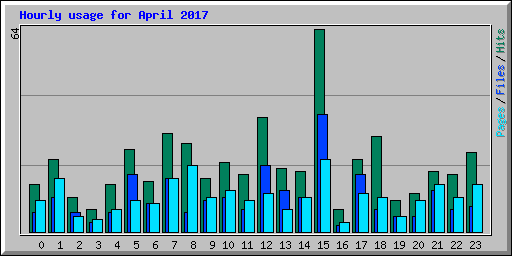 Hourly usage for April 2017
64
Pages/Files/Hits
0 1 2 3 4 5 6 7 8 9 10 11 12 13 14 15 16 17 18 19 20 21 22 23